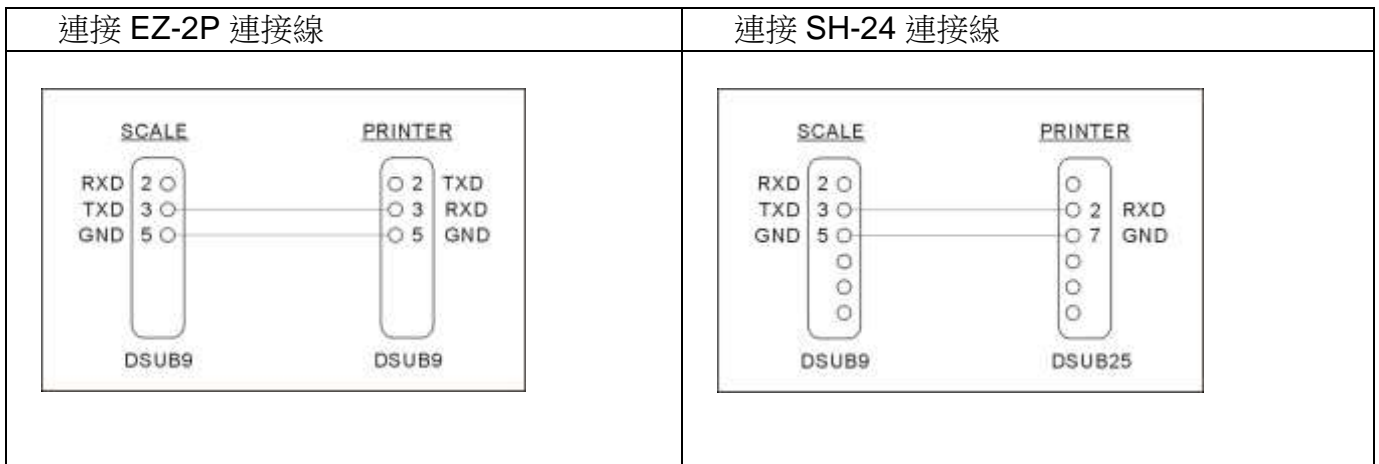 連接 EZ-2P 連接線
SCALE PRINTER
RXD 2 2 TXD
TXD 3 3 RXD
GND 5 5 GND
DSUB9 DSUB9
連接 SH-24 連接線
SCALE PRINTER
RXD 2
TXD 3 2 RXD
GND 5 7 GND
DSUB9 DSUB25